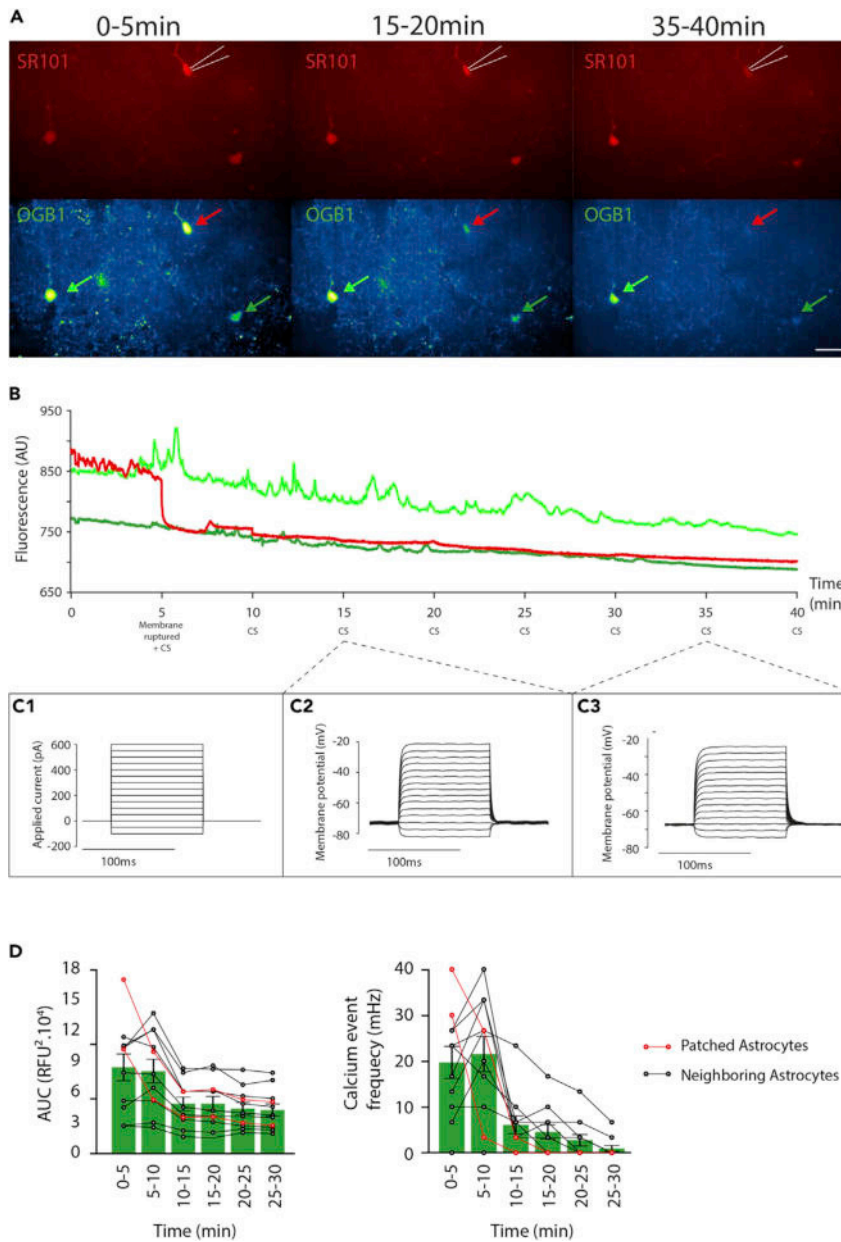 A
0-5min 15-20min 35-40min
SR101 SR101 SR101
OGB1 OGB1 OGB1
B
Fluorescence (AU)
950
850
750
650
0 5 10 15 20 25 30 35 40
Time
(min
Membrane
ruptured
+ CS
CS CS CS CS CS CS CS
C1
Applied current (pA)
600
400
200
0
-200
100ms
C2
Membrane potential (mV)
-20
-40
-60
-80
100ms
C3
Membrane potential (mV)
-20
-40
-60
-80
100ms
D
AUC (RFU².10⁴)
18
12
9
6
3
0
0-5 5-10 10-15 15-20 20-25 25-30
Time (min)
Calcium event
frequecy (mHz)
40
30
20
10
0
0-5 5-10 10-15 15-20 20-25 25-30
Time (min)
Patched Astrocytes
Neighboring Astrocytes